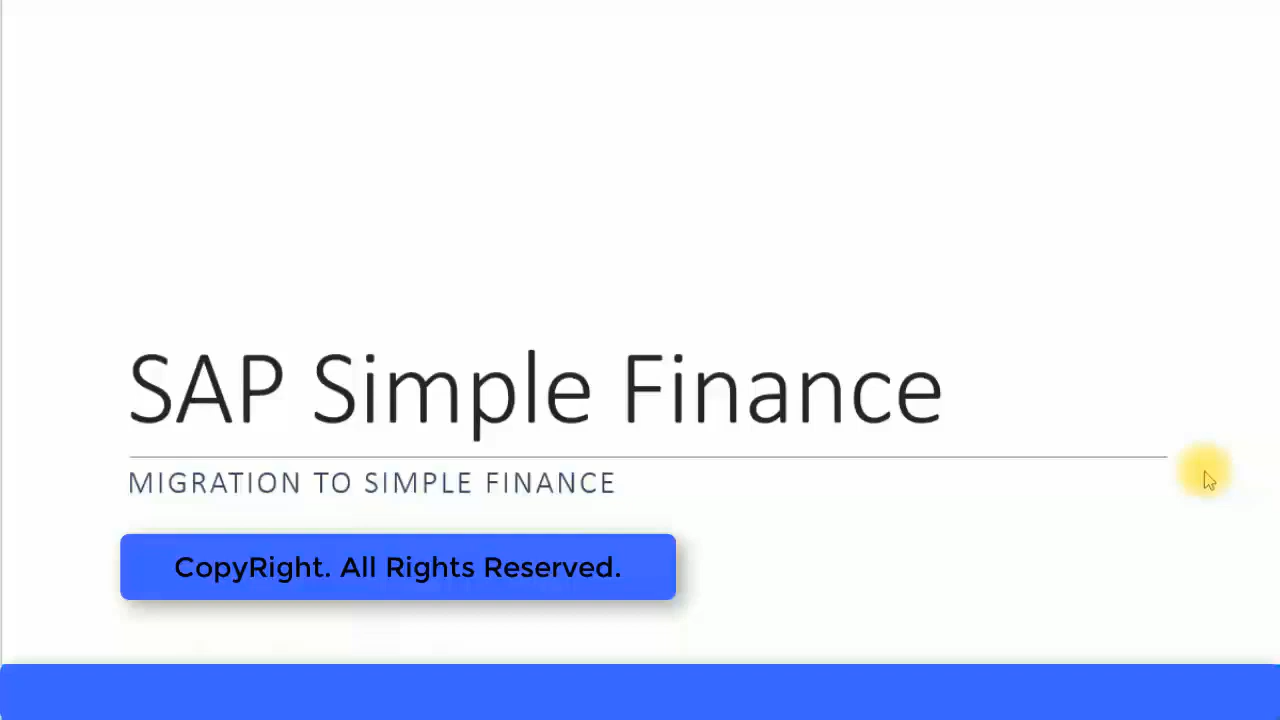 SAP Simple Finance
MIGRATION TO SIMPLE FINANCE
CopyRight. All Rights Reserved.